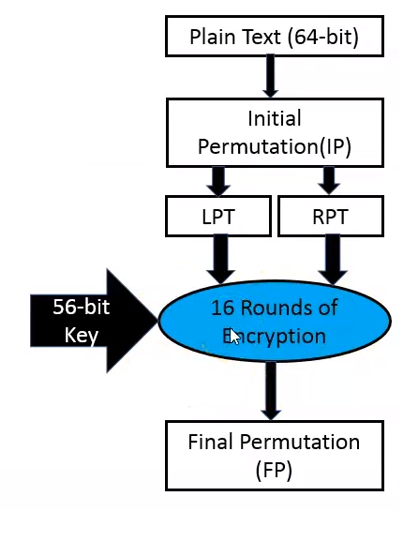 Plain Text (64-bit)
Initial
Permutation(IP)
LPT
RPT
56-bit
Key
16 Rounds of
Encryption
Final Permutation
(FP)